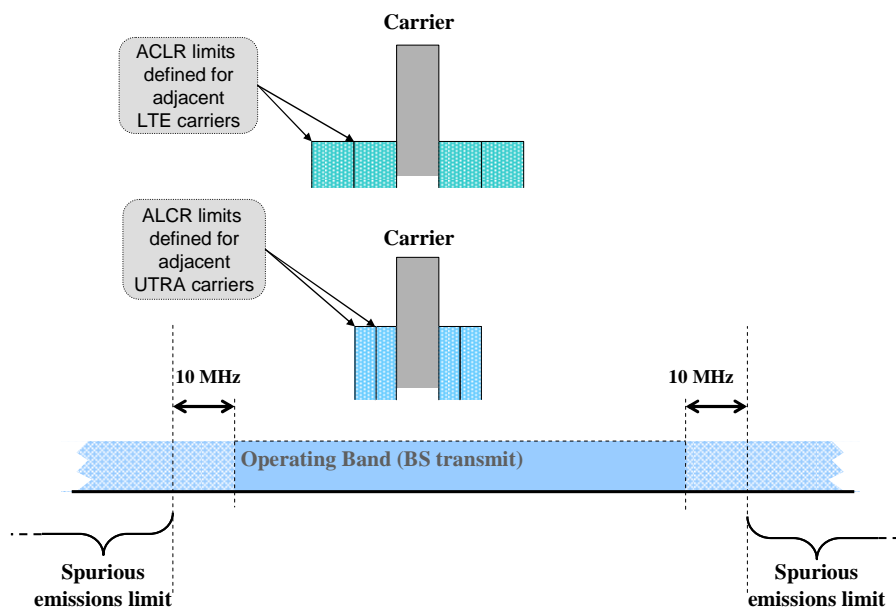 Carrier
ACLR limits
defined for
adjacent
LTE carriers
ALCR limits
defined for
adjacent
UTRA carriers
Carrier
10 MHz
10 MHz
Operating Band (BS transmit)
Spurious
emissions limit
Spurious
emissions limit